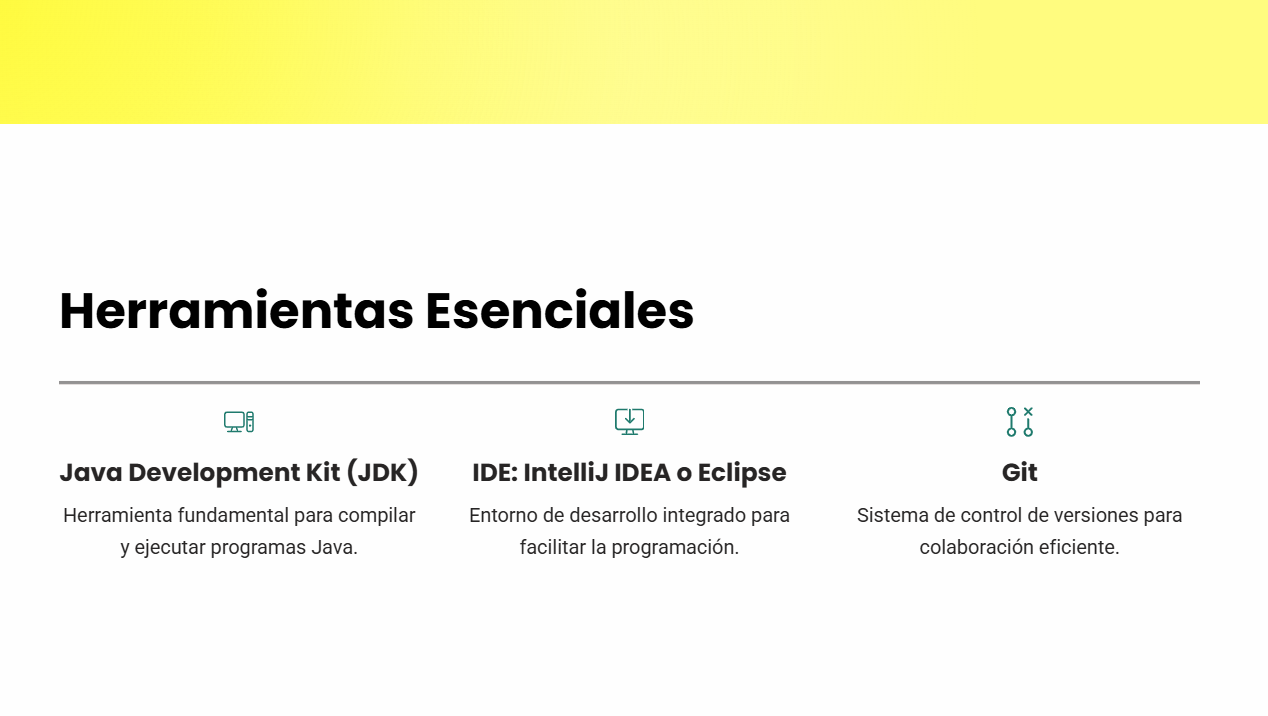 Herramientas Esenciales
Java Development Kit (JDK)
Herramienta fundamental para compilar
y ejecutar programas Java.
IDE: IntelliJ IDEA o Eclipse
Entorno de desarrollo integrado para
facilitar la programación.
Git
Sistema de control de versiones para
colaboración eficiente.